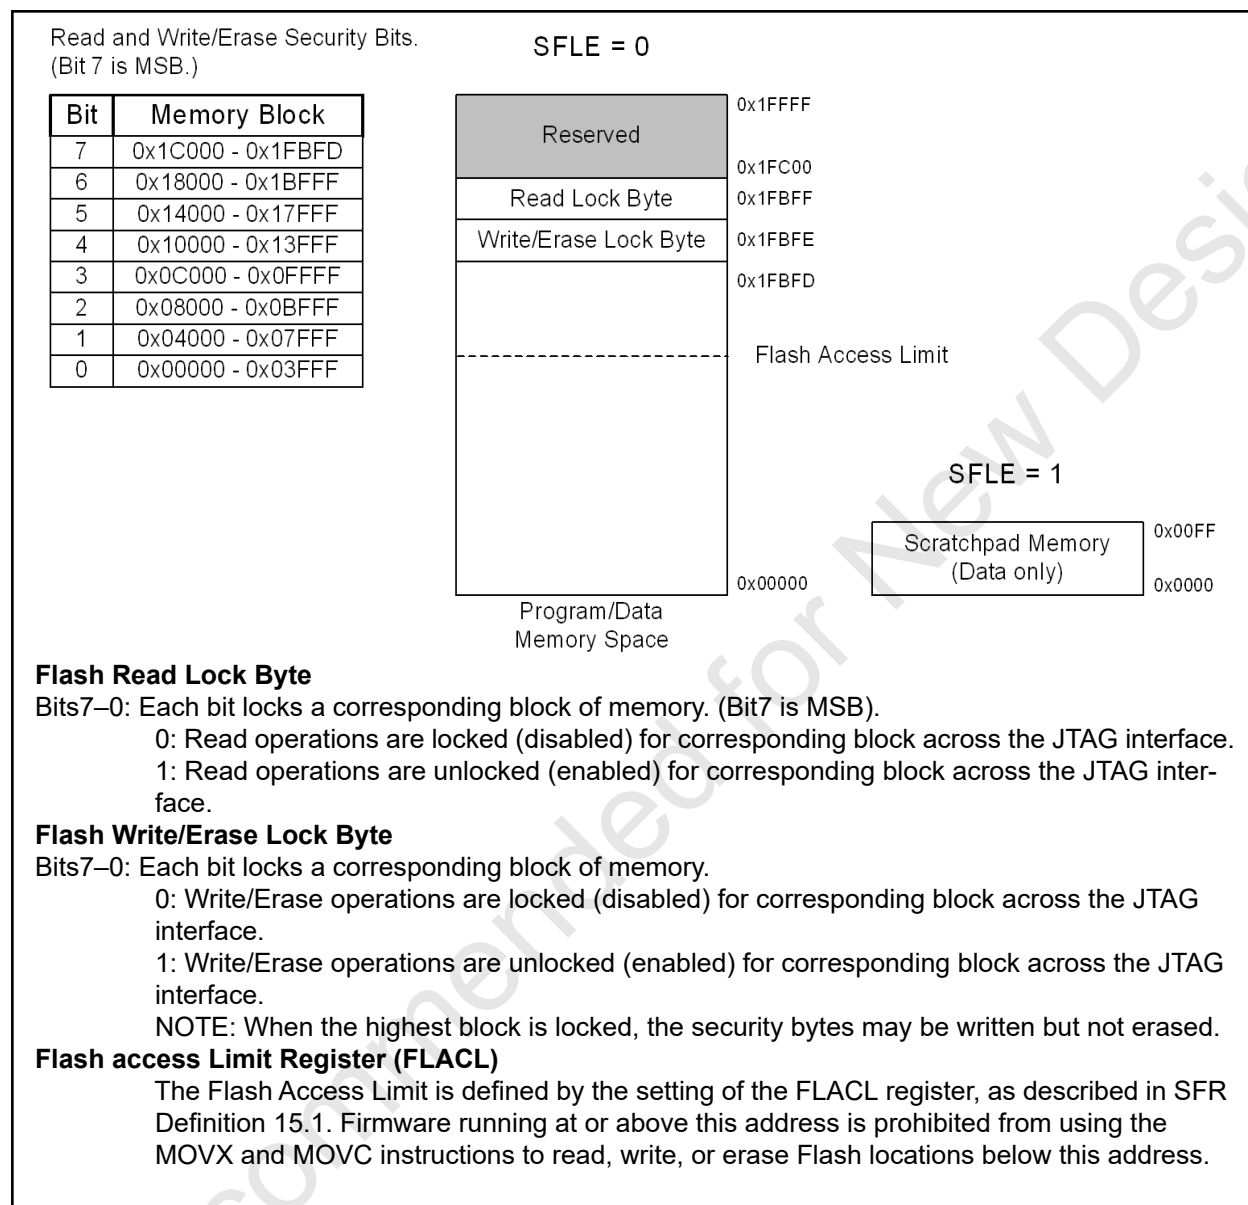 Read and Write/Erase Security Bits.
(Bit 7 is MSB.)
SFLE = 0
Bit Memory Block
7 0x1C000 - 0x1FBFD
6 0x18000 - 0x1BFFF
5 0x14000 - 0x17FFF
4 0x10000 - 0x13FFF
3 0x0C000 - 0x0FFFF
2 0x08000 - 0x0BFFF
1 0x04000 - 0x07FFF
0 0x00000 - 0x03FFF
0x1FFFF
Reserved
0x1FC00
Read Lock Byte 0x1FBFF
Write/Erase Lock Byte 0x1FBFE
0x1FBFD
Flash Access Limit
0x00000
Program/Data
Memory Space
SFLE = 1
0x00FF
Scratchpad Memory
(Data only)
0x0000
Flash Read Lock Byte
Bits7–0: Each bit locks a corresponding block of memory. (Bit7 is MSB).
0: Read operations are locked (disabled) for corresponding block across the JTAG interface.
1: Read operations are unlocked (enabled) for corresponding block across the JTAG inter-
face.
Flash Write/Erase Lock Byte
Bits7–0: Each bit locks a corresponding block of memory.
0: Write/Erase operations are locked (disabled) for corresponding block across the JTAG
interface.
1: Write/Erase operations are unlocked (enabled) for corresponding block across the JTAG
interface.
NOTE: When the highest block is locked, the security bytes may be written but not erased.
Flash access Limit Register (FLACL)
The Flash Access Limit is defined by the setting of the FLACL register, as described in SFR
Definition 15.1. Firmware running at or above this address is prohibited from using the
MOVX and MOVC instructions to read, write, or erase Flash locations below this address.
ommended for New Desi